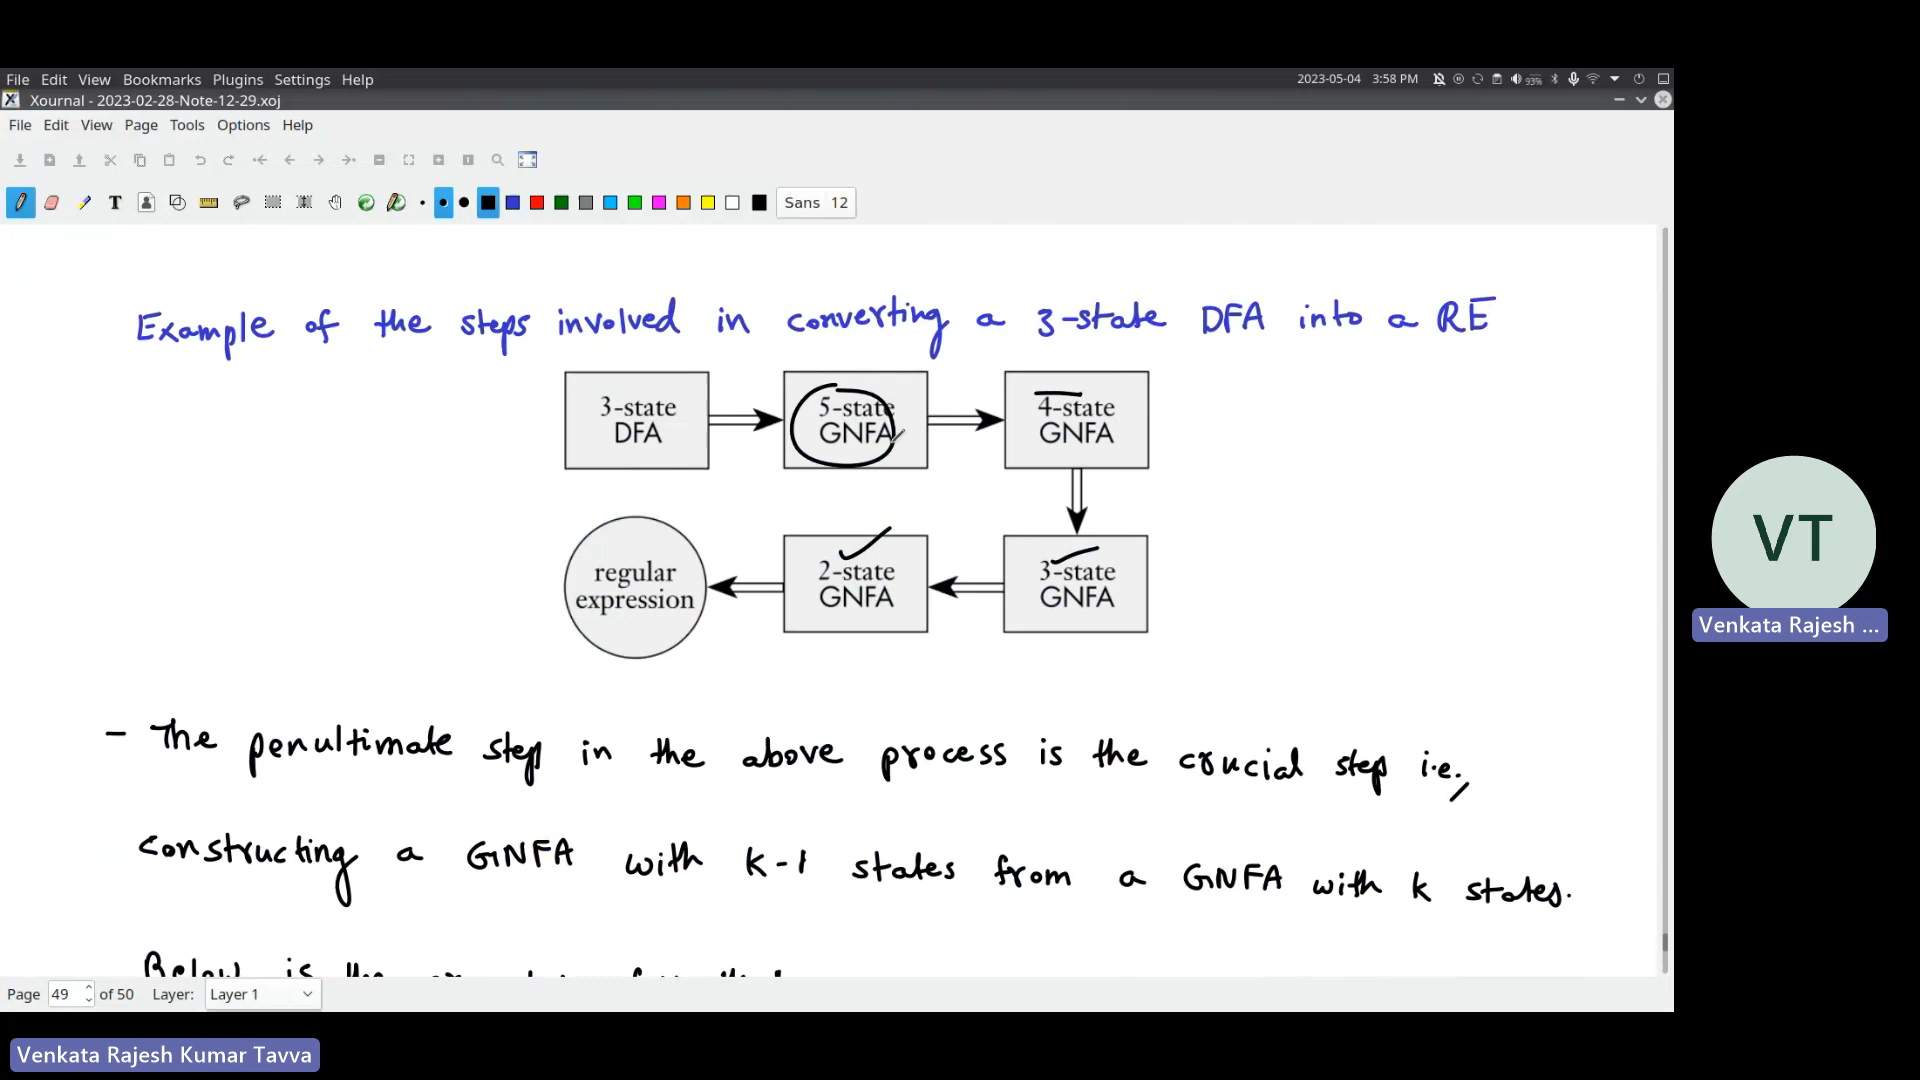 File Edit View Bookmarks Plugins Settings Help 2023-05-04 3:58 PM 93%
Xournal - 2023-02-28-Note-12-29.xoj
File Edit View Page Tools Options Help
T Sans 12
Example of the steps involved in converting a 3-state DFA into a RE
3-state DFA
5-state GNFA
4-state GNFA
regular expression
2-state GNFA
3-state GNFA
- The penultimate step in the above process is the crucial step i.e.,
constructing a GNFA with k-1 states from a GNFA with k states.
Below is the
Page 49 of 50 Layer: Layer 1
VT
Venkata Rajesh ...
Venkata Rajesh Kumar Tavva